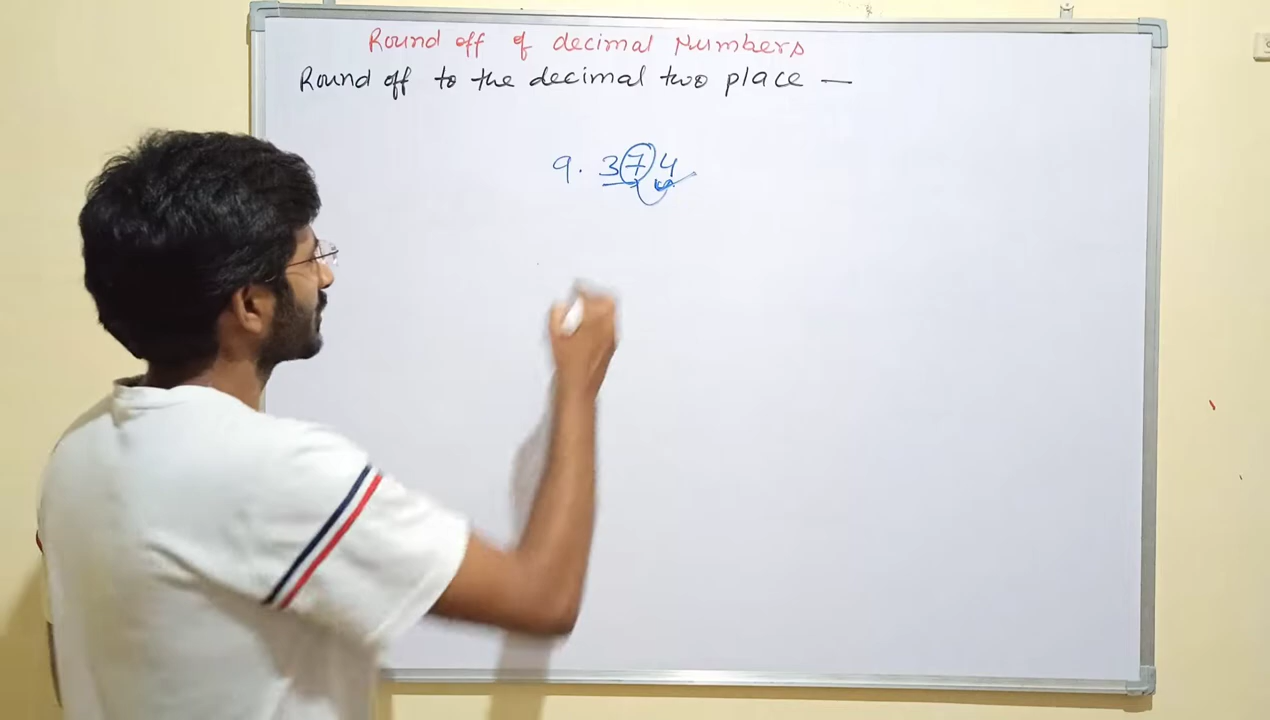 Round off of decimal Numbers
Round off to the decimal two place —
9.374